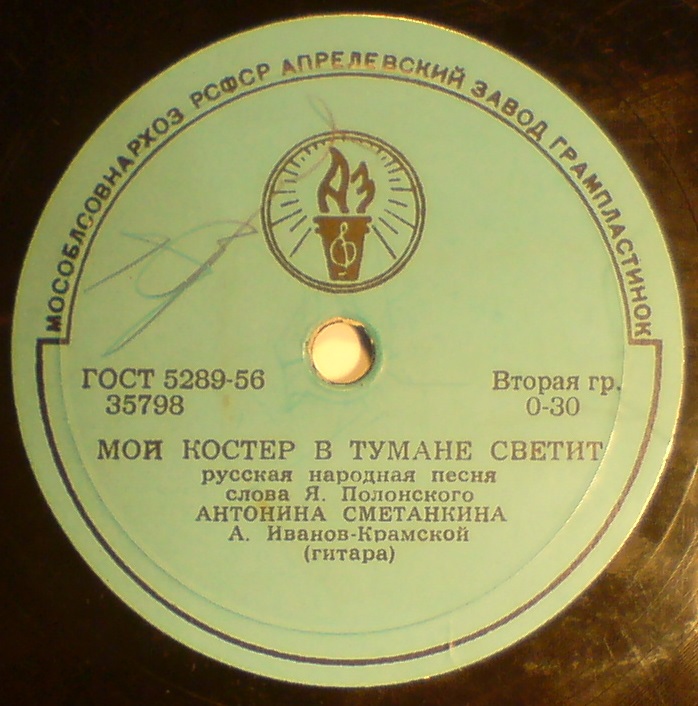 МОСОБЛСОВНАРХОЗ РСФСР АПРЕЛЕВСКИЙ ЗАВОД ГРАМПЛАСТИНОК
АЗ
ГОСТ 5289-56
35798
Вторая гр.
0-30
МОЙ КОСТЕР В ТУМАНЕ СВЕТИТ
русская народная песня
слова Я. Полонского
АНТОНИНА СМЕТАНКИНА
А. Иванов-Крамской
(гитара)